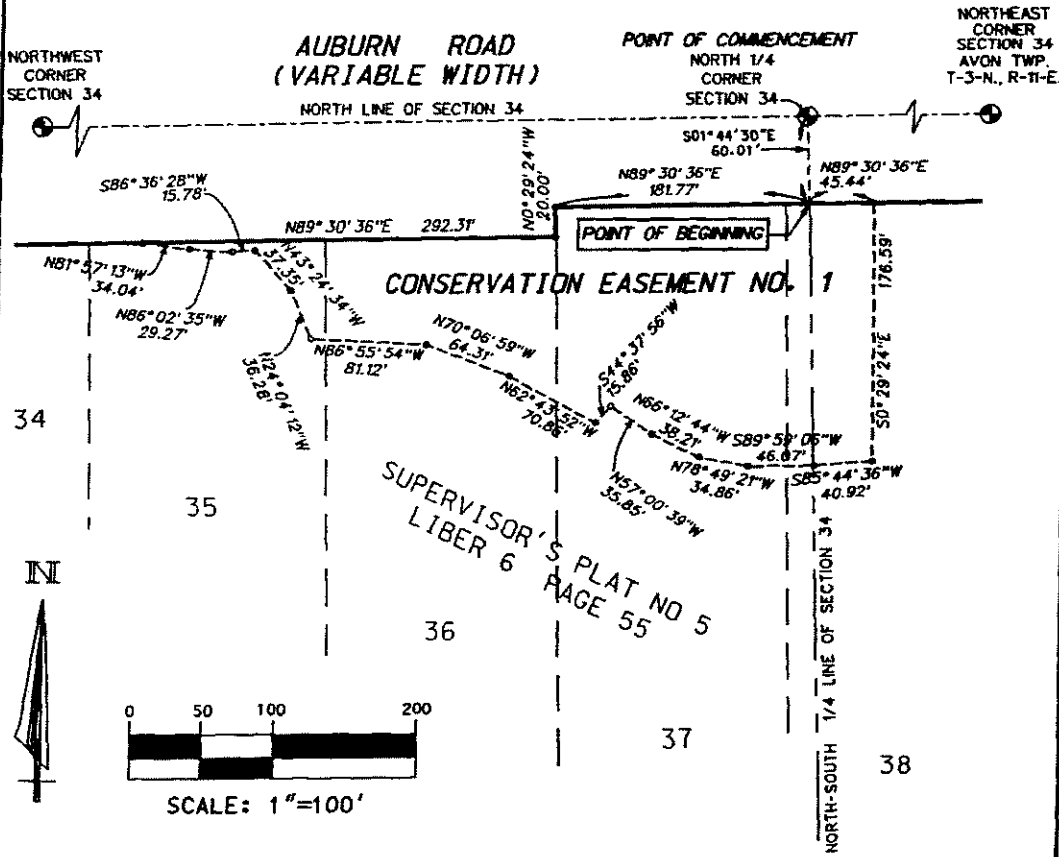 NORTHWEST
CORNER
SECTION 34
AUBURN ROAD
(VARIABLE WIDTH)
NORTH LINE OF SECTION 34
POINT OF COMMENCEMENT
NORTH 1/4
CORNER
SECTION 34
NORTHEAST
CORNER
SECTION 34
AVON TWP.
T-3-N., R-11-E.
S01°44'30"E
60.01'
S86°36'28"W
15.78'
N89°30'36"E 292.31'
N0°29'24"W
20.00'
N89°30'36"E
181.77'
N89°30'36"E
45.44'
POINT OF BEGINNING
N81°57'13"W
34.04'
N86°02'35"W
29.27'
N43°24'34"W
37.35'
CONSERVATION EASEMENT NO. 1
176.59'
S0°29'24"E
N24°04'12"W
36.28'
N86°55'54"W
81.12'
N70°06'59"W
64.31'
N62°43'52"W
70.86'
S44°37'56"W
15.86'
N66°12'44"W
38.21'
N57°00'39"W
35.85'
N78°49'21"W
34.86'
S89°59'06"W
46.07'
S85°44'36"W
40.92'
34
35
36
37
38
SUPERVISOR'S PLAT NO 5
LIBER 6 PAGE 55
NORTH-SOUTH 1/4 LINE OF SECTION 34
N
0 50 100 200
SCALE: 1"=100'